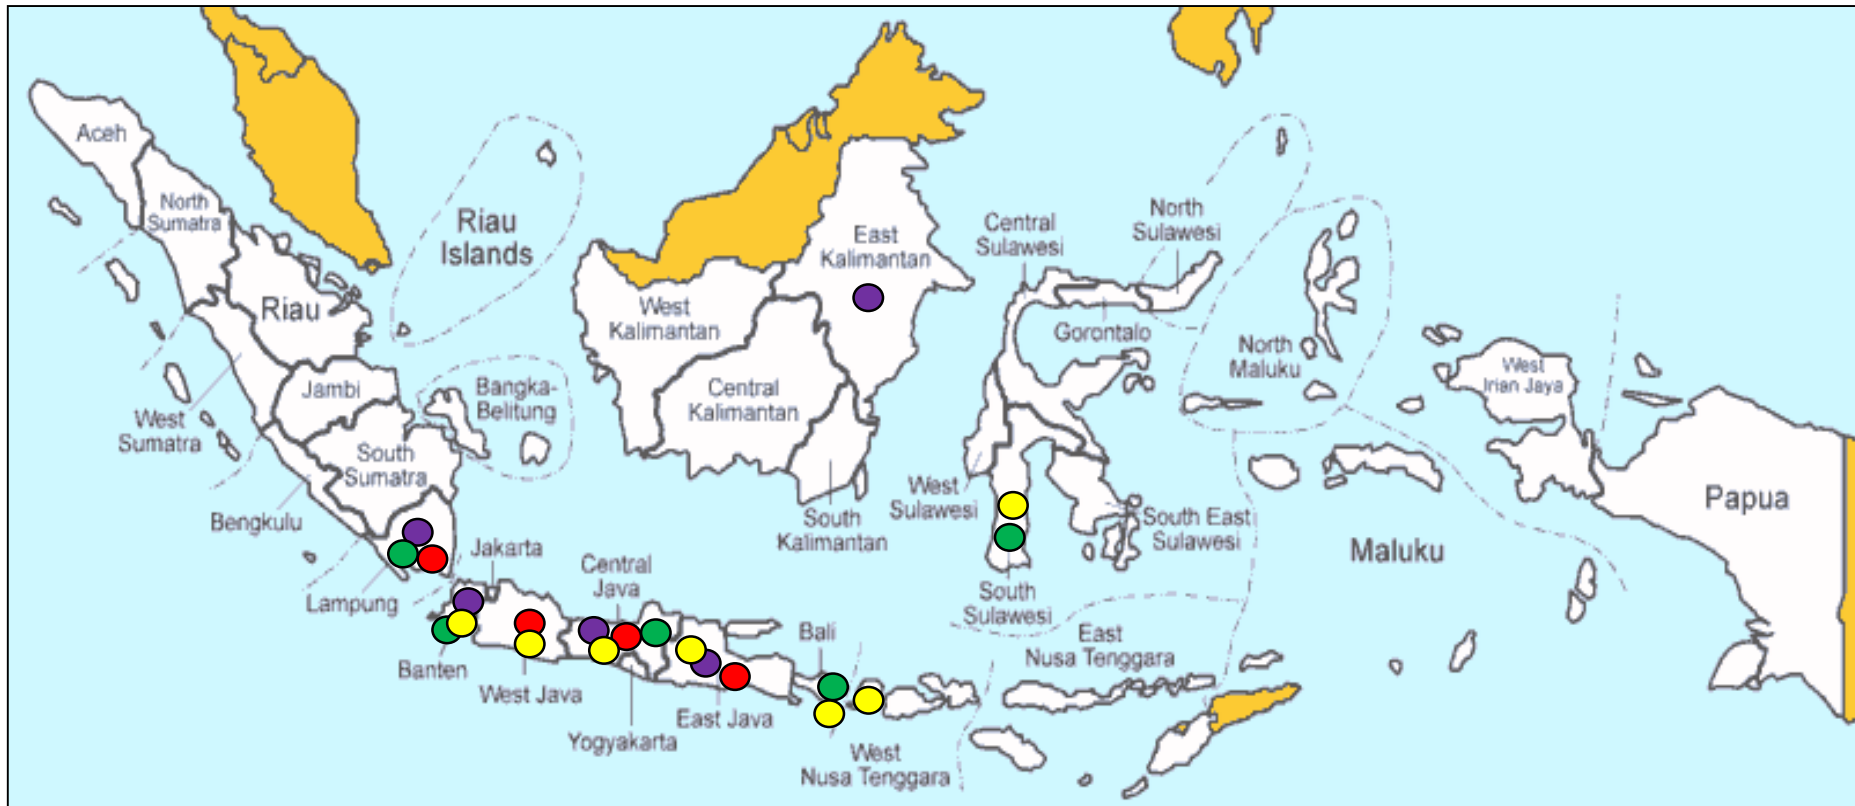 Aceh
North
Sumatra
Riau
Islands
Riau
West
Sumatra
Jambi
Bangka-
Belitung
South
Sumatra
Bengkulu
Lampung
Jakarta
Banten
West Java
Central
Java
Yogyakarta
East Java
Bali
West
Nusa Tenggara
East
Nusa Tenggara
West
Kalimantan
Central
Kalimantan
East
Kalimantan
South
Kalimantan
Central
Sulawesi
North
Sulawesi
Gorontalo
West
Sulawesi
South
Sulawesi
South East
Sulawesi
North
Maluku
Maluku
West
Irian Jaya
Papua